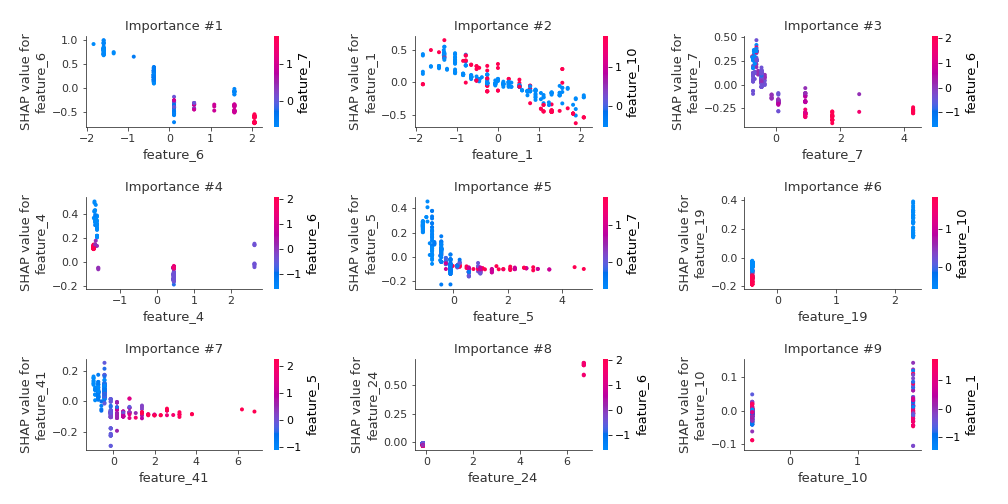 Importance #1
Importance #2
Importance #3
SHAP value for
feature_6
1.0
0.5
0.0
−0.5
−2
−1
0
1
2
feature_6
1
0
feature_7
SHAP value for
feature_1
0.5
0.0
−0.5
−2
−1
0
1
2
feature_1
1
0
feature_10
SHAP value for
feature_7
0.50
0.25
0.00
−0.25
0
2
4
feature_7
2
1
0
−1
feature_6
Importance #4
Importance #5
Importance #6
SHAP value for
feature_4
0.4
0.2
0.0
−0.2
−1
0
1
2
feature_4
2
1
0
−1
feature_6
SHAP value for
feature_5
0.4
0.2
0.0
−0.2
0
2
4
feature_5
1
0
feature_7
SHAP value for
feature_19
0.4
0.2
0.0
−0.2
0
1
2
feature_19
1
0
feature_10
Importance #7
Importance #8
Importance #9
SHAP value for
feature_41
0.2
0.0
−0.2
0
2
4
6
feature_41
2
1
0
−1
feature_5
SHAP value for
feature_24
0.50
0.25
0.00
0
2
4
6
feature_24
2
1
0
−1
feature_6
SHAP value for
feature_10
0.1
0.0
−0.1
0
1
feature_10
1
0
−1
feature_1